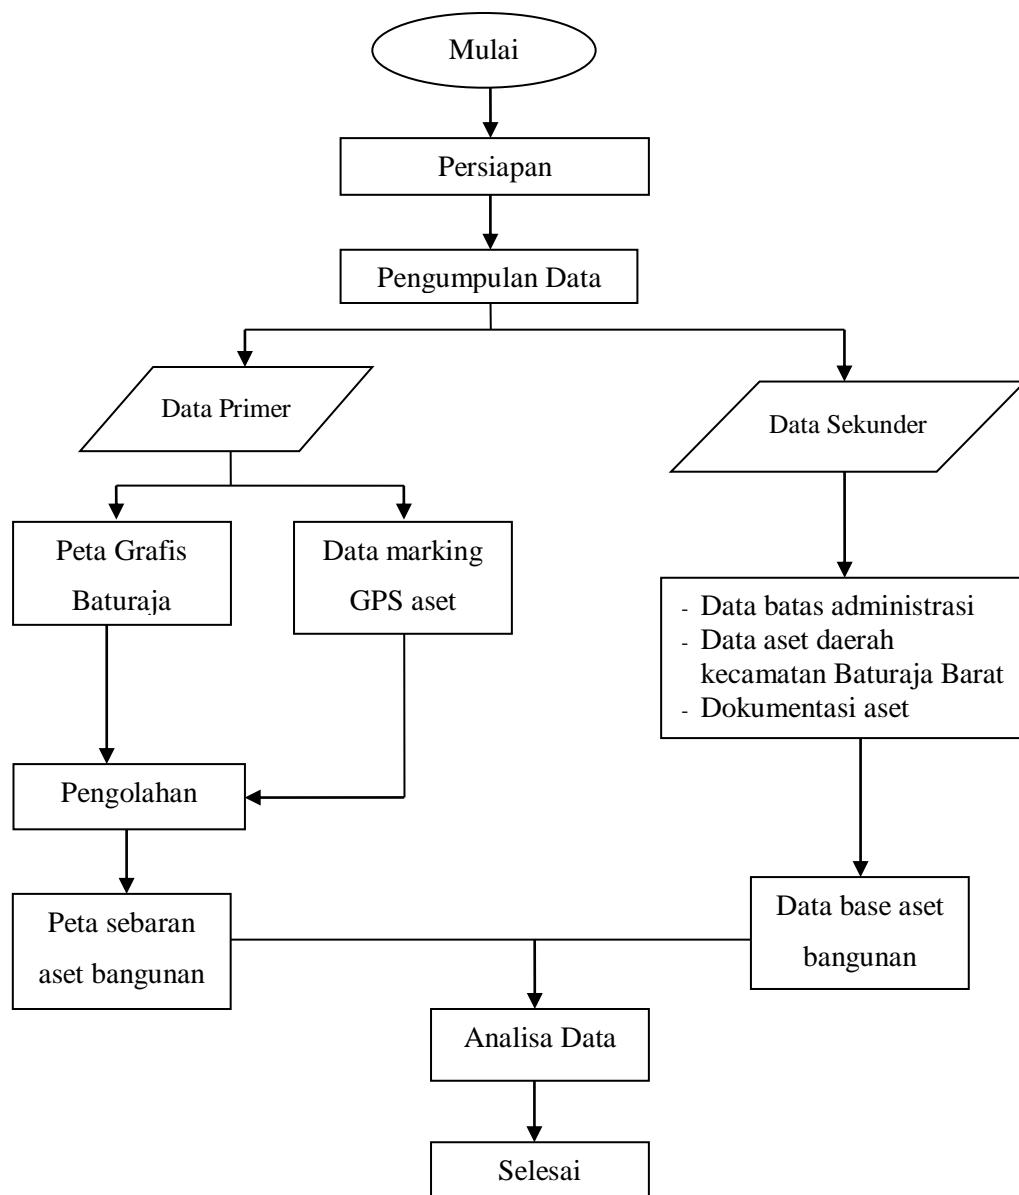 Mulai
Persiapan
Pengumpulan Data
Data Primer
Data Sekunder
Peta Grafis
Baturaja
Data marking
GPS aset
- Data batas administrasi
- Data aset daerah
kecamatan Baturaja Barat
- Dokumentasi aset
Pengolahan
Peta sebaran
aset bangunan
Data base aset
bangunan
Analisa Data
Selesai